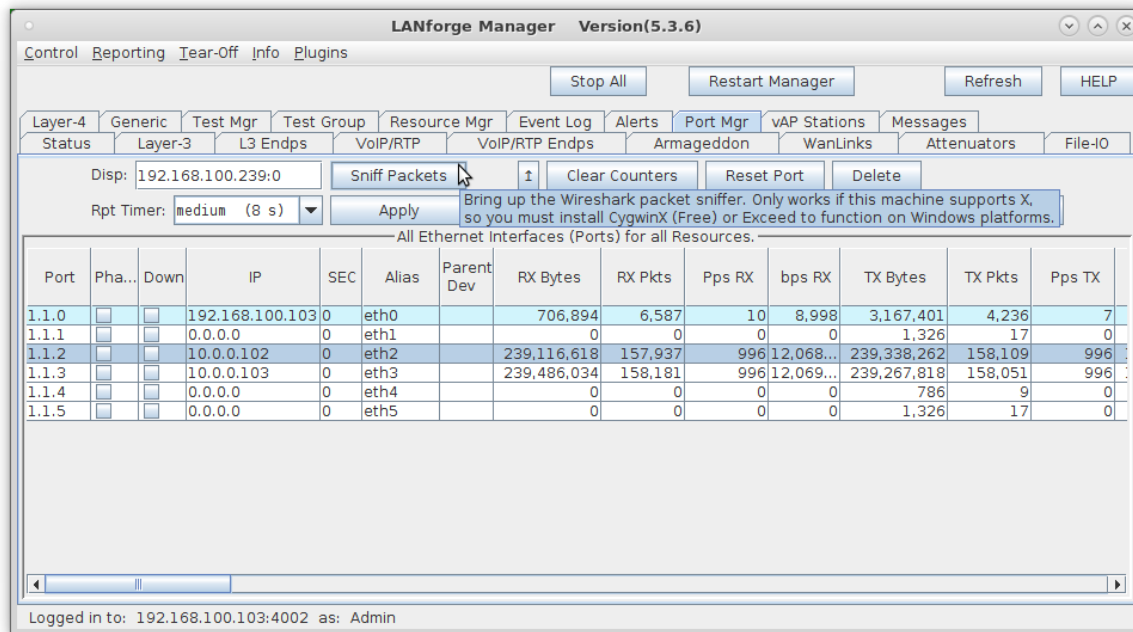 LANforge Manager Version(5.3.6)
Control Reporting Tear-Off Info Plugins
Stop All Restart Manager Refresh HELP
Layer-4 Generic Test Mgr Test Group Resource Mgr Event Log Alerts Port Mgr vAP Stations Messages
Status Layer-3 L3 Endps VoIP/RTP VoIP/RTP Endps Armageddon WanLinks Attenuators File-IO
Disp: 192.168.100.239:0 Sniff Packets ↥ Clear Counters Reset Port Delete
Rpt Timer: medium (8 s) Apply
Bring up the Wireshark packet sniffer. Only works if this machine supports X,
so you must install CygwinX (Free) or Exceed to function on Windows platforms.
All Ethernet Interfaces (Ports) for all Resources.
Port Pha... Down IP SEC Alias Parent Dev RX Bytes RX Pkts Pps RX bps RX TX Bytes TX Pkts Pps TX
1.1.0 192.168.100.103 0 eth0 706,894 6,587 10 8,998 3,167,401 4,236 7
1.1.1 0.0.0.0 0 eth1 0 0 0 0 1,326 17 0
1.1.2 10.0.0.102 0 eth2 239,116,618 157,937 996 12,068... 239,338,262 158,109 996
1.1.3 10.0.0.103 0 eth3 239,486,034 158,181 996 12,069... 239,267,818 158,051 996
1.1.4 0.0.0.0 0 eth4 0 0 0 0 786 9 0
1.1.5 0.0.0.0 0 eth5 0 0 0 0 1,326 17 0
Logged in to: 192.168.100.103:4002 as: Admin